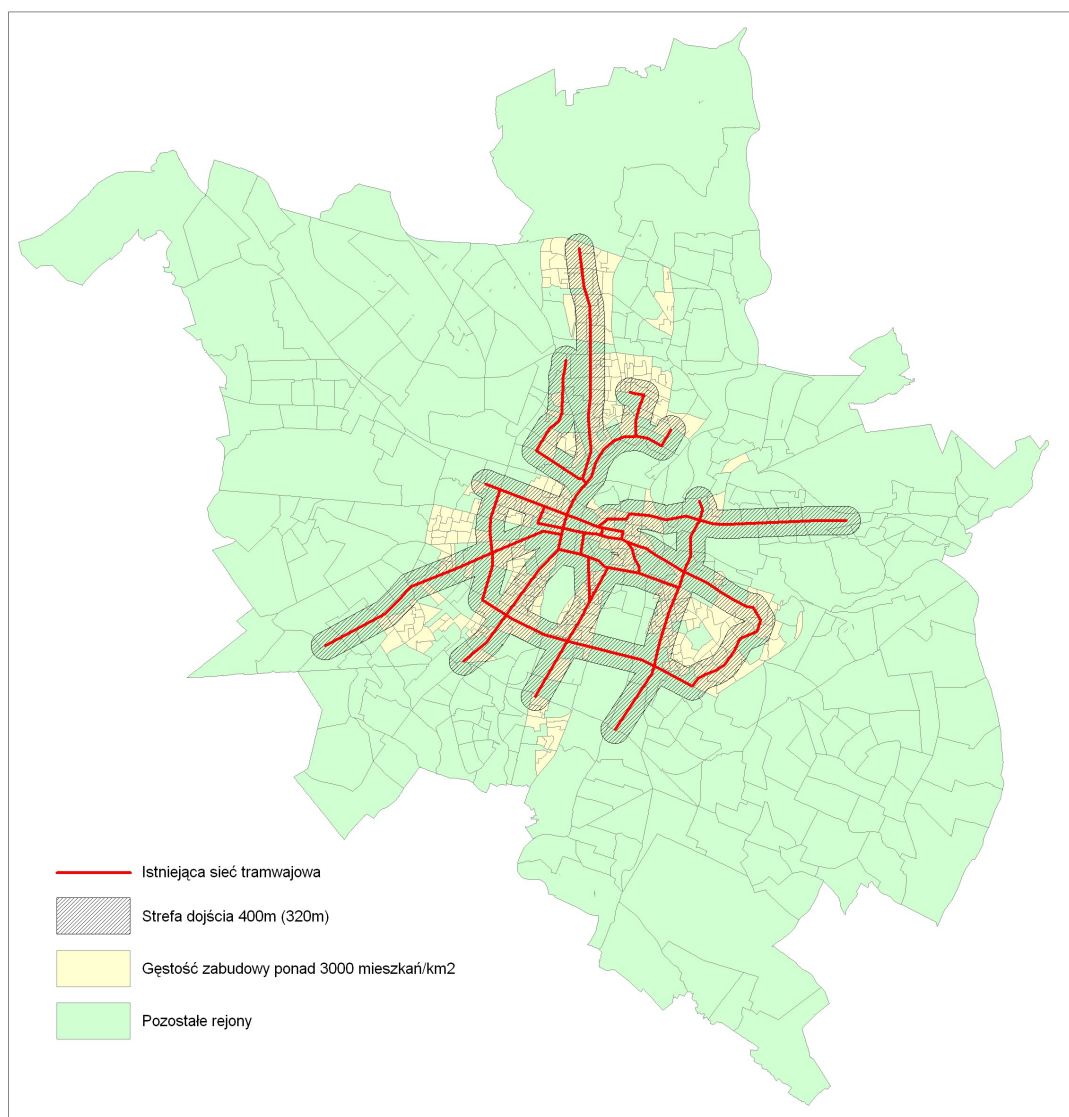 Istniejąca sieć tramwajowa
Strefa dojścia 400m (320m)
Gęstość zabudowy ponad 3000 mieszkań/km2
Pozostałe rejony